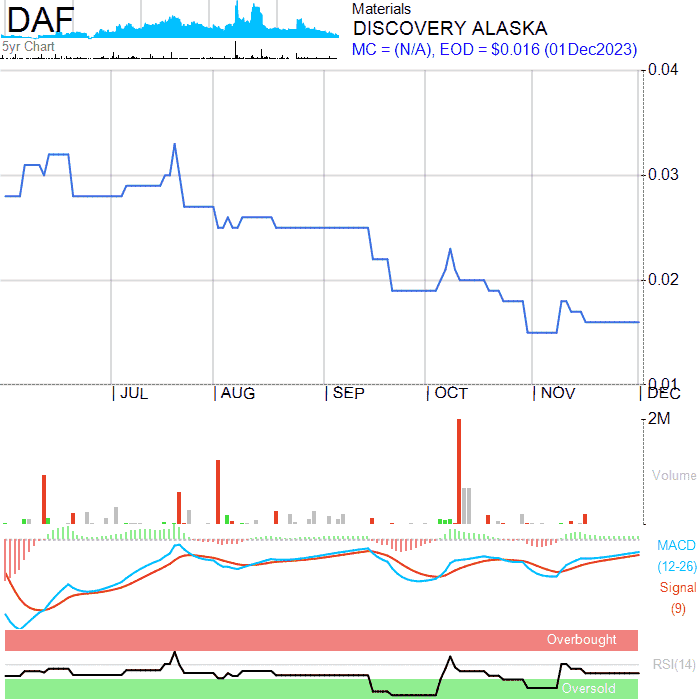 DAF
5yr Chart
Materials
DISCOVERY ALASKA
MC = (N/A), EOD = $0.016 (01Dec2023)
0.04
0.03
0.02
0.01
JUL
AUG
SEP
OCT
NOV
DEC
2M
Volume
MACD
(12-26)
Signal
(9)
Overbought
RSI(14)
Oversold